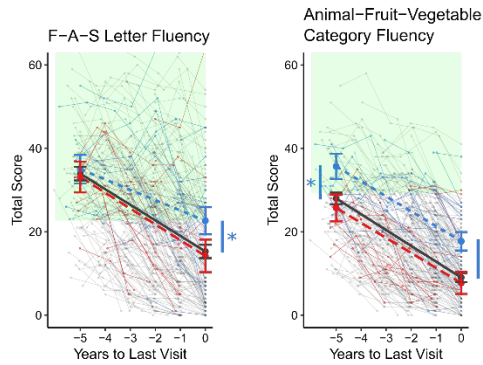 F−A−S Letter Fluency
Animal−Fruit−Vegetable
Category Fluency
Total Score
60
40
20
0
*
−5 −4 −3 −2 −1 0
Years to Last Visit
Total Score
60
40
20
0
*
−5 −4 −3 −2 −1 0
Years to Last Visit